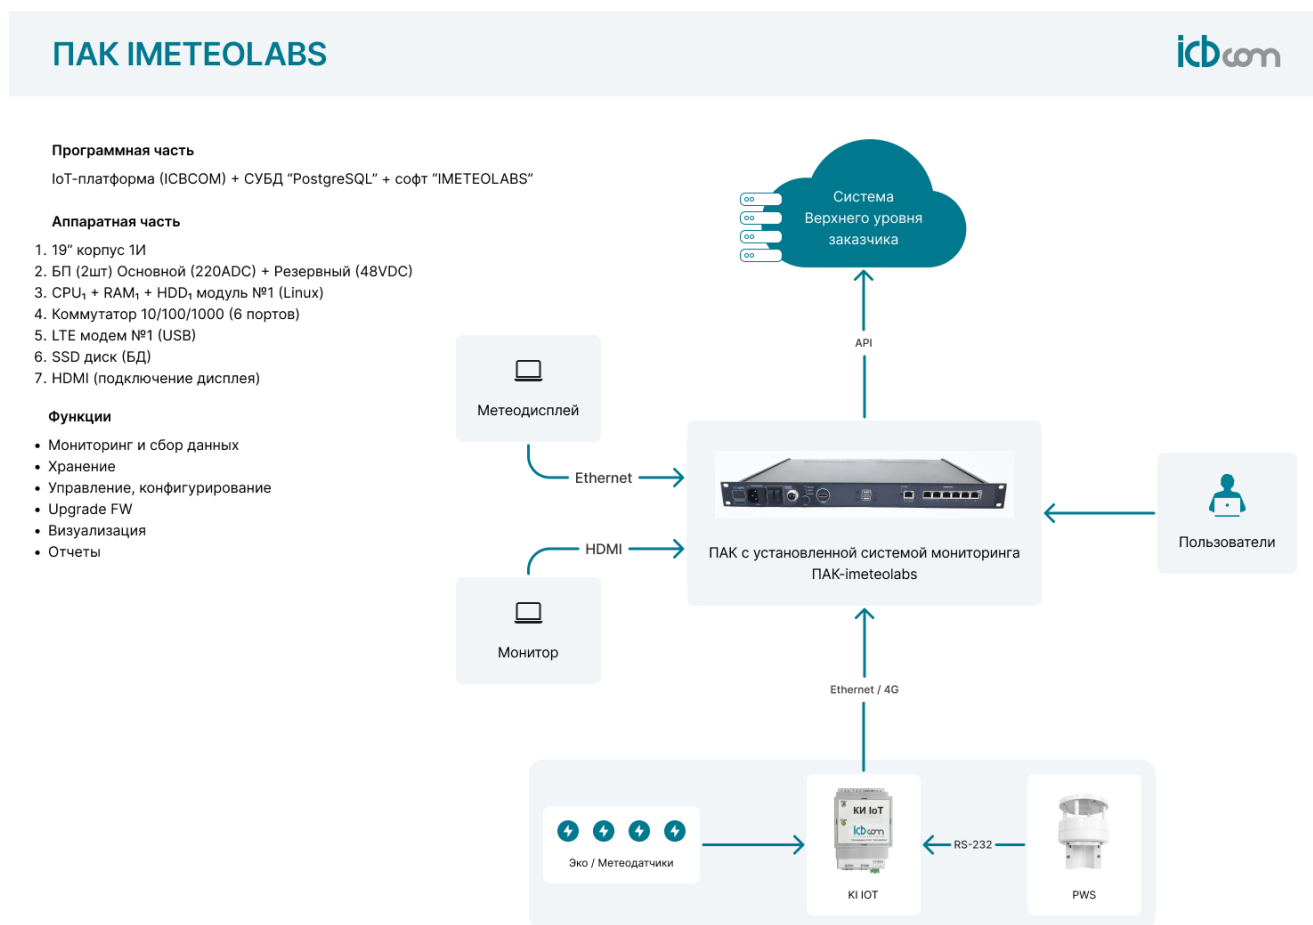 ПАК IMETEOLABS
icbcom
Программная часть
IoT-платформа (ICBCOM) + СУБД “PostgreSQL” + софт “IMETEOLABS”
Аппаратная часть
1. 19” корпус 1И
2. БП (2шт) Основной (220ADC) + Резервный (48VDC)
3. CPU₁ + RAM₁ + HDD₁ модуль №1 (Linux)
4. Коммутатор 10/100/1000 (6 портов)
5. LTE модем №1 (USB)
6. SSD диск (БД)
7. HDMI (подключение дисплея)
Функции
• Мониторинг и сбор данных
• Хранение
• Управление, конфигурирование
• Upgrade FW
• Визуализация
• Отчеты
Система
Верхнего уровня
заказчика
API
Метеодисплей
Ethernet
HDMI
Монитор
ПАК с установленной системой мониторинга
ПАК-imeteolabs
Пользователи
Ethernet / 4G
Эко / Метеодатчики
КИ IoT
icbcom
KI IOT
RS-232
PWS